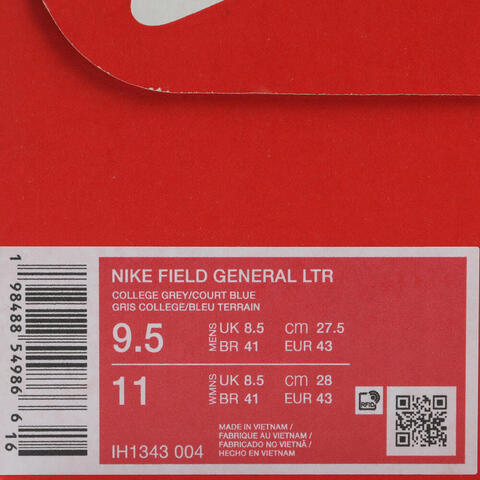 NIKE FIELD GENERAL LTR
COLLEGE GREY/COURT BLUE
GRIS COLLEGE/BLEU TERRAIN
9.5 MENS UK 8.5 cm 27.5
BR 41 EUR 43
11 WMNS UK 8.5 cm 28
BR 41 EUR 43
IH1343 004
MADE IN VIETNAM /
FABRIQUE AU VIETNAM /
FABRICADO NO VIETNÃ /
HECHO EN VIETNAM
RFID
1 98488 54986 6 16